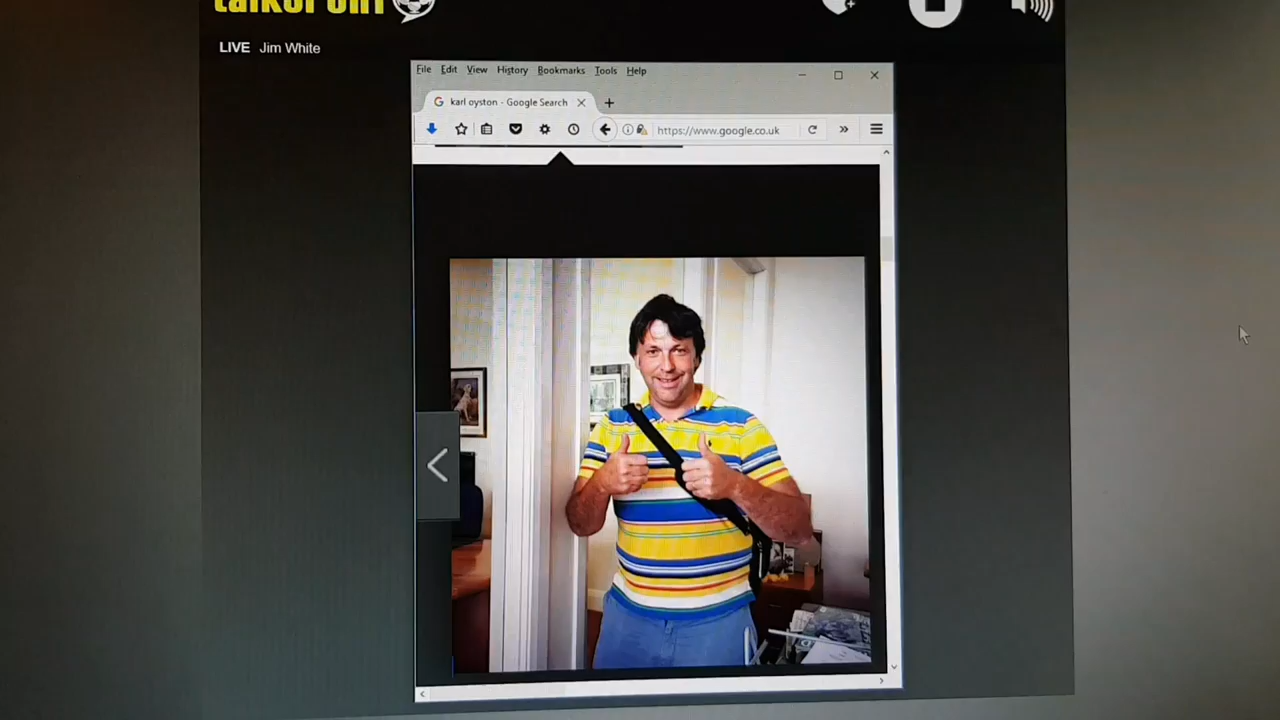 talkSPORT
LIVE Jim White
File Edit View History Bookmarks Tools Help
karl oyston - Google Search
https://www.google.co.uk